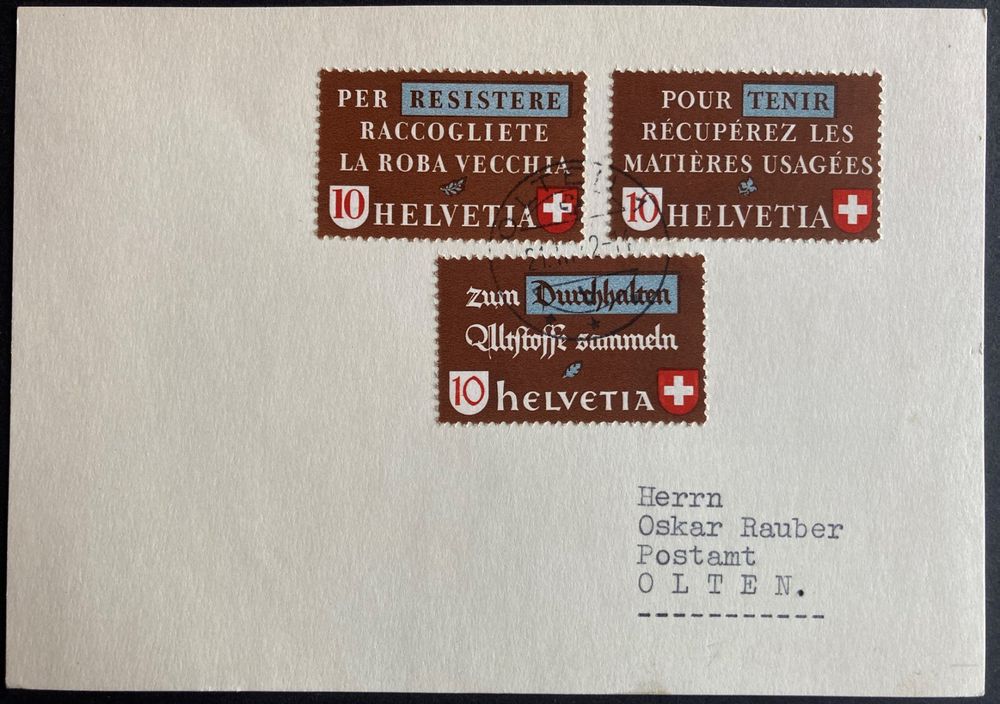 PER RESISTERE
RACCOGLIETE
LA ROBA VECCHIA
10 HELVETIA
POUR TENIR
RÉCUPÉREZ LES
MATIÈRES USAGÉES
10 HELVETIA
OLTEN
zum Durchhalten
Altstoffe sammeln
10 HELVETIA
Herrn
Oskar Rauber
Postamt
O L T E N.